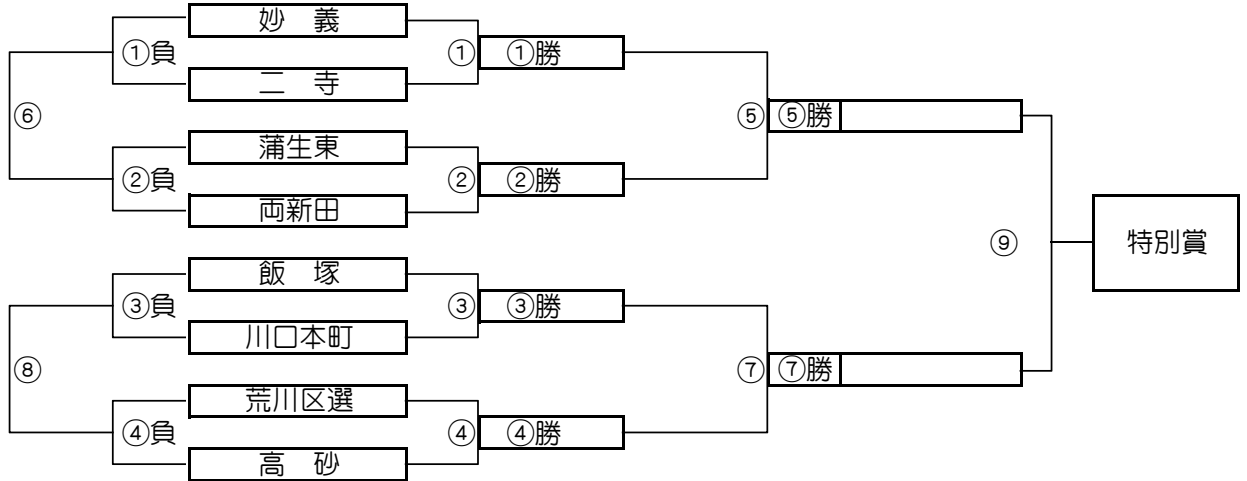 妙　義
①負 ① ①勝
二　寺
⑥ ⑤ ⑤勝
蒲生東
②負 ② ②勝
両新田
⑨ 特別賞
飯　塚
③負 ③ ③勝
川口本町
⑧ ⑦ ⑦勝
荒川区選
④負 ④ ④勝
高　砂